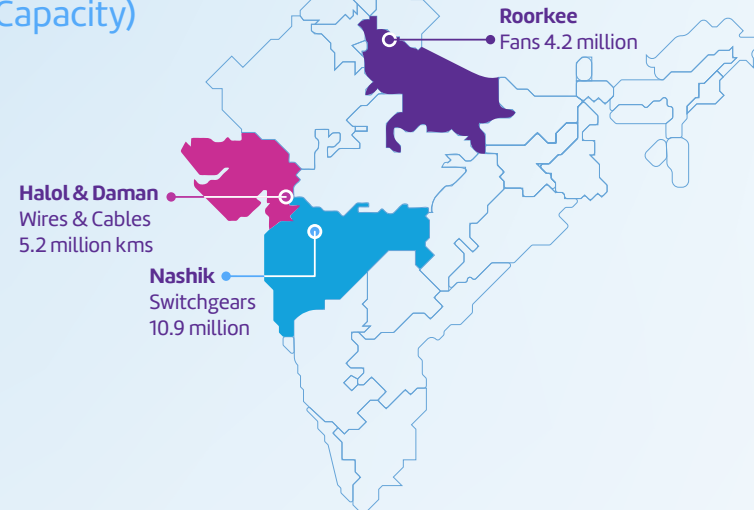 Capacity)
Roorkee
Fans 4.2 million
Halol & Daman
Wires & Cables
5.2 million kms
Nashik
Switchgears
10.9 million